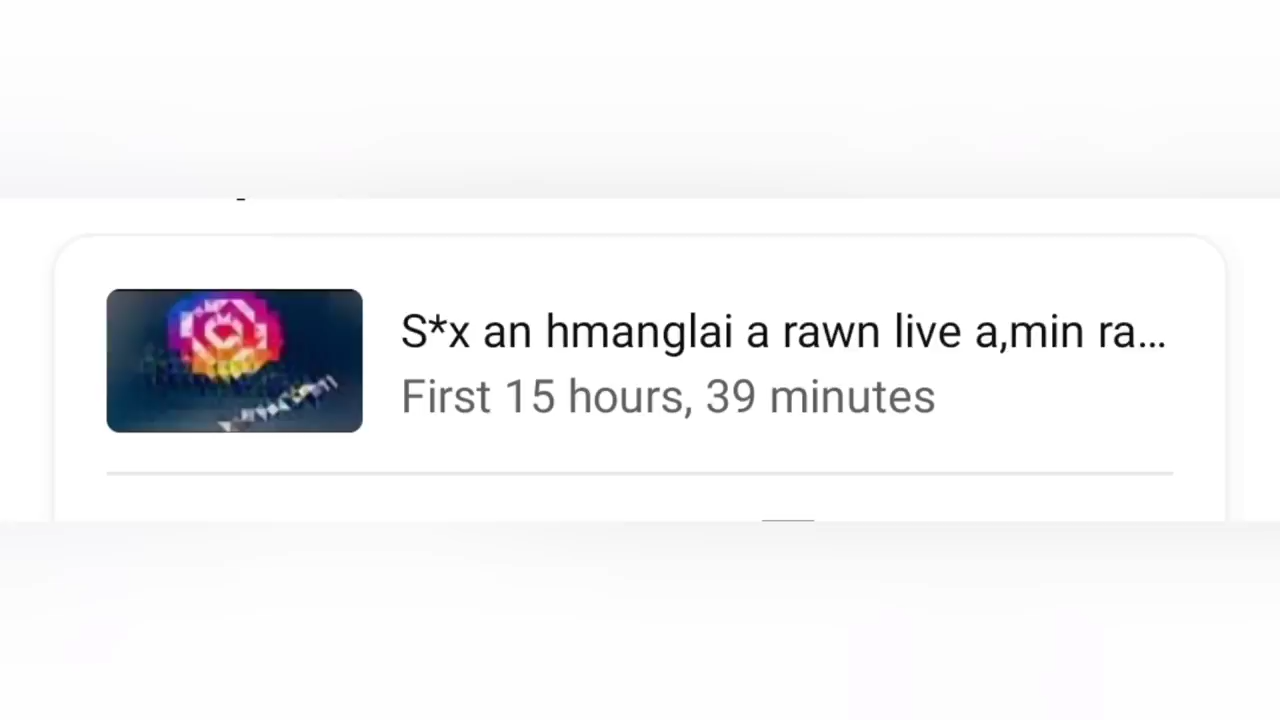 S*x an hmanglai a rawn live a,min ra...
First 15 hours, 39 minutes